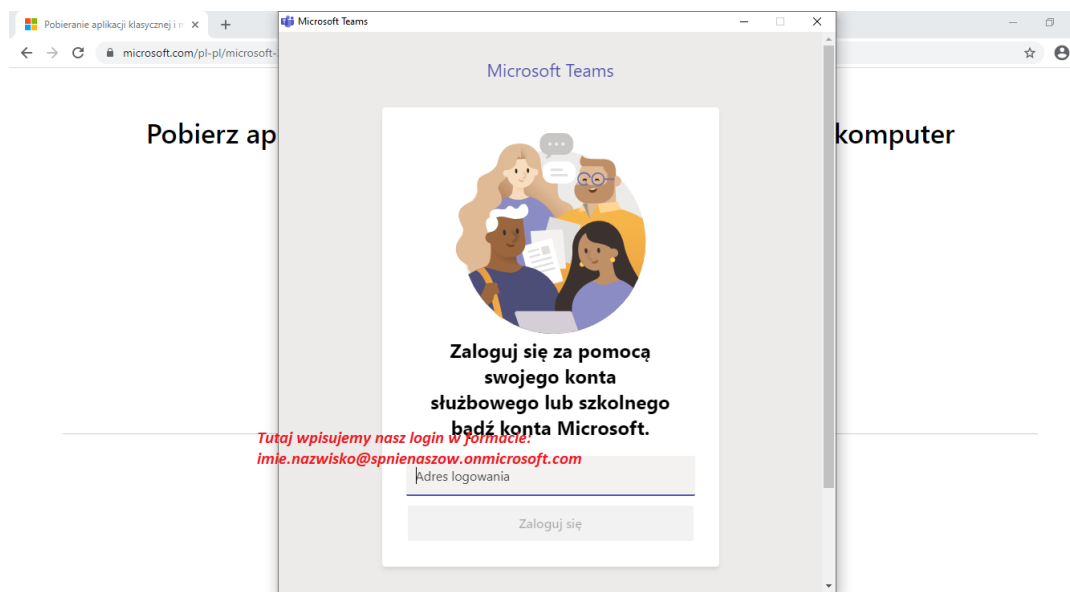 Pobieranie aplikacji klasycznej i m
Microsoft Teams
microsoft.com/pl-pl/microsoft-
Microsoft Teams
Pobierz ap
komputer
Zaloguj się za pomocą
swojego konta
służbowego lub szkolnego
bądź konta Microsoft.
Tutaj wpisujemy nasz login w formacie:
imie.nazwisko@spnienaszow.onmicrosoft.com
Adres logowania
Zaloguj się